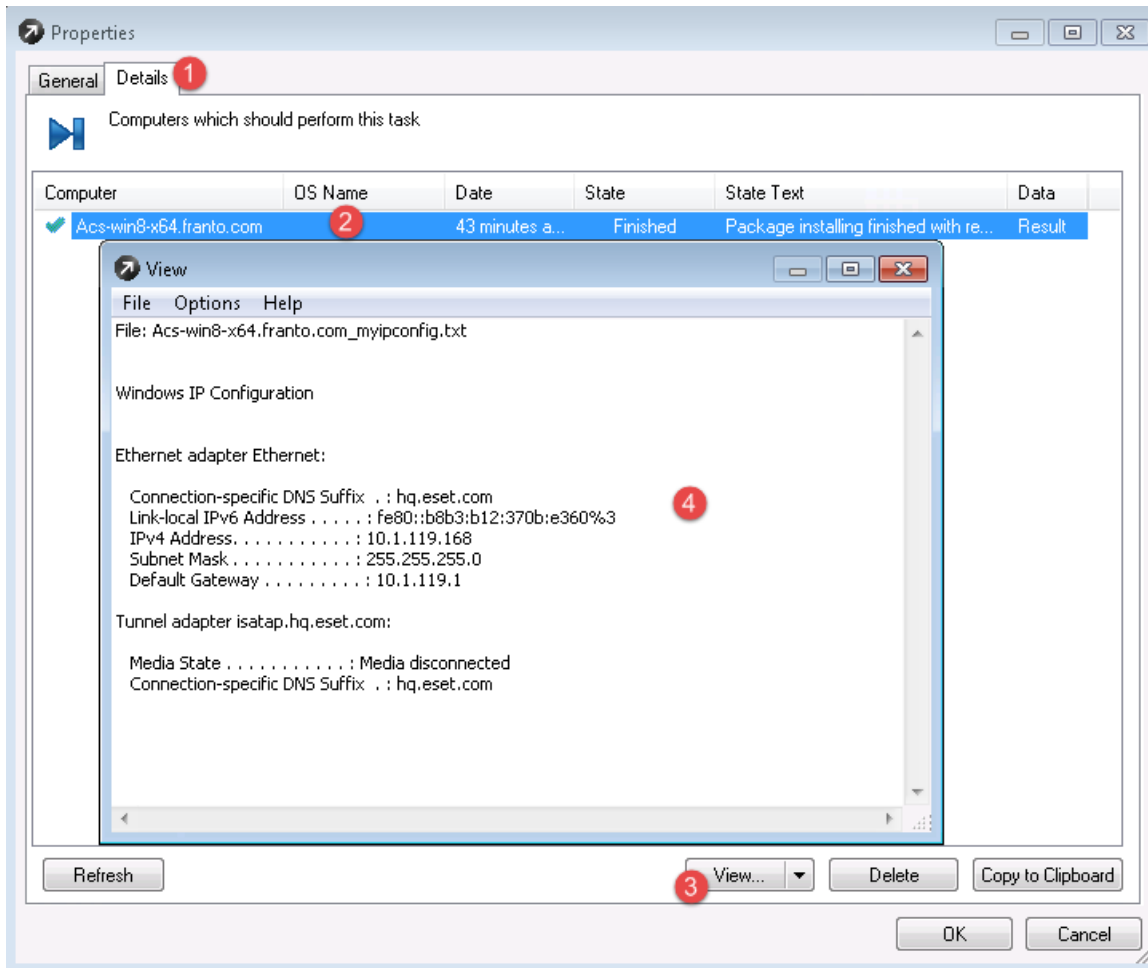 Properties
General Details 1
Computers which should perform this task
Computer OS Name Date State State Text Data
Acs-win8-x64.franto.com 2 43 minutes a... Finished Package installing finished with re... Result
View
File Options Help
File: Acs-win8-x64.franto.com_myipconfig.txt
Windows IP Configuration
Ethernet adapter Ethernet:
Connection-specific DNS Suffix . : hq.eset.com
Link-local IPv6 Address . . . . . : fe80::b8b3:b12:370b:e360%3
4
IPv4 Address. . . . . . . . . . . : 10.1.119.168
Subnet Mask . . . . . . . . . . . : 255.255.255.0
Default Gateway . . . . . . . . . : 10.1.119.1
Tunnel adapter isatap.hq.eset.com:
Media State . . . . . . . . . . . : Media disconnected
Connection-specific DNS Suffix . : hq.eset.com
Refresh 3 View... Delete Copy to Clipboard
OK Cancel